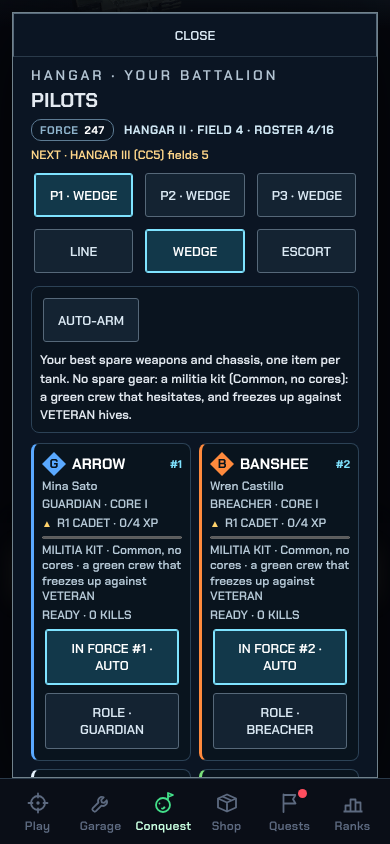 CLOSE
HANGAR · YOUR BATTALION
PILOTS
FORCE 247 HANGAR II · FIELD 4 · ROSTER 4/16
NEXT · HANGAR III (CC5) fields 5
P1 · WEDGE P2 · WEDGE P3 · WEDGE
LINE WEDGE ESCORT
AUTO-ARM
Your best spare weapons and chassis, one item per
tank. No spare gear: a militia kit (Common, no cores):
a green crew that hesitates, and freezes up against
VETERAN hives.
G ARROW #1
Mina Sato
GUARDIAN · CORE I
▲ R1 CADET · 0/4 XP
MILITIA KIT · Common, no
cores · a green crew that
freezes up against
VETERAN
READY · 0 KILLS
IN FORCE #1 ·
AUTO
ROLE ·
GUARDIAN
B BANSHEE #2
Wren Castillo
BREACHER · CORE I
▲ R1 CADET · 0/4 XP
MILITIA KIT · Common, no
cores · a green crew that
freezes up against
VETERAN
READY · 0 KILLS
IN FORCE #2 ·
AUTO
ROLE ·
BREACHER
Play Garage Conquest Shop Quests Ranks